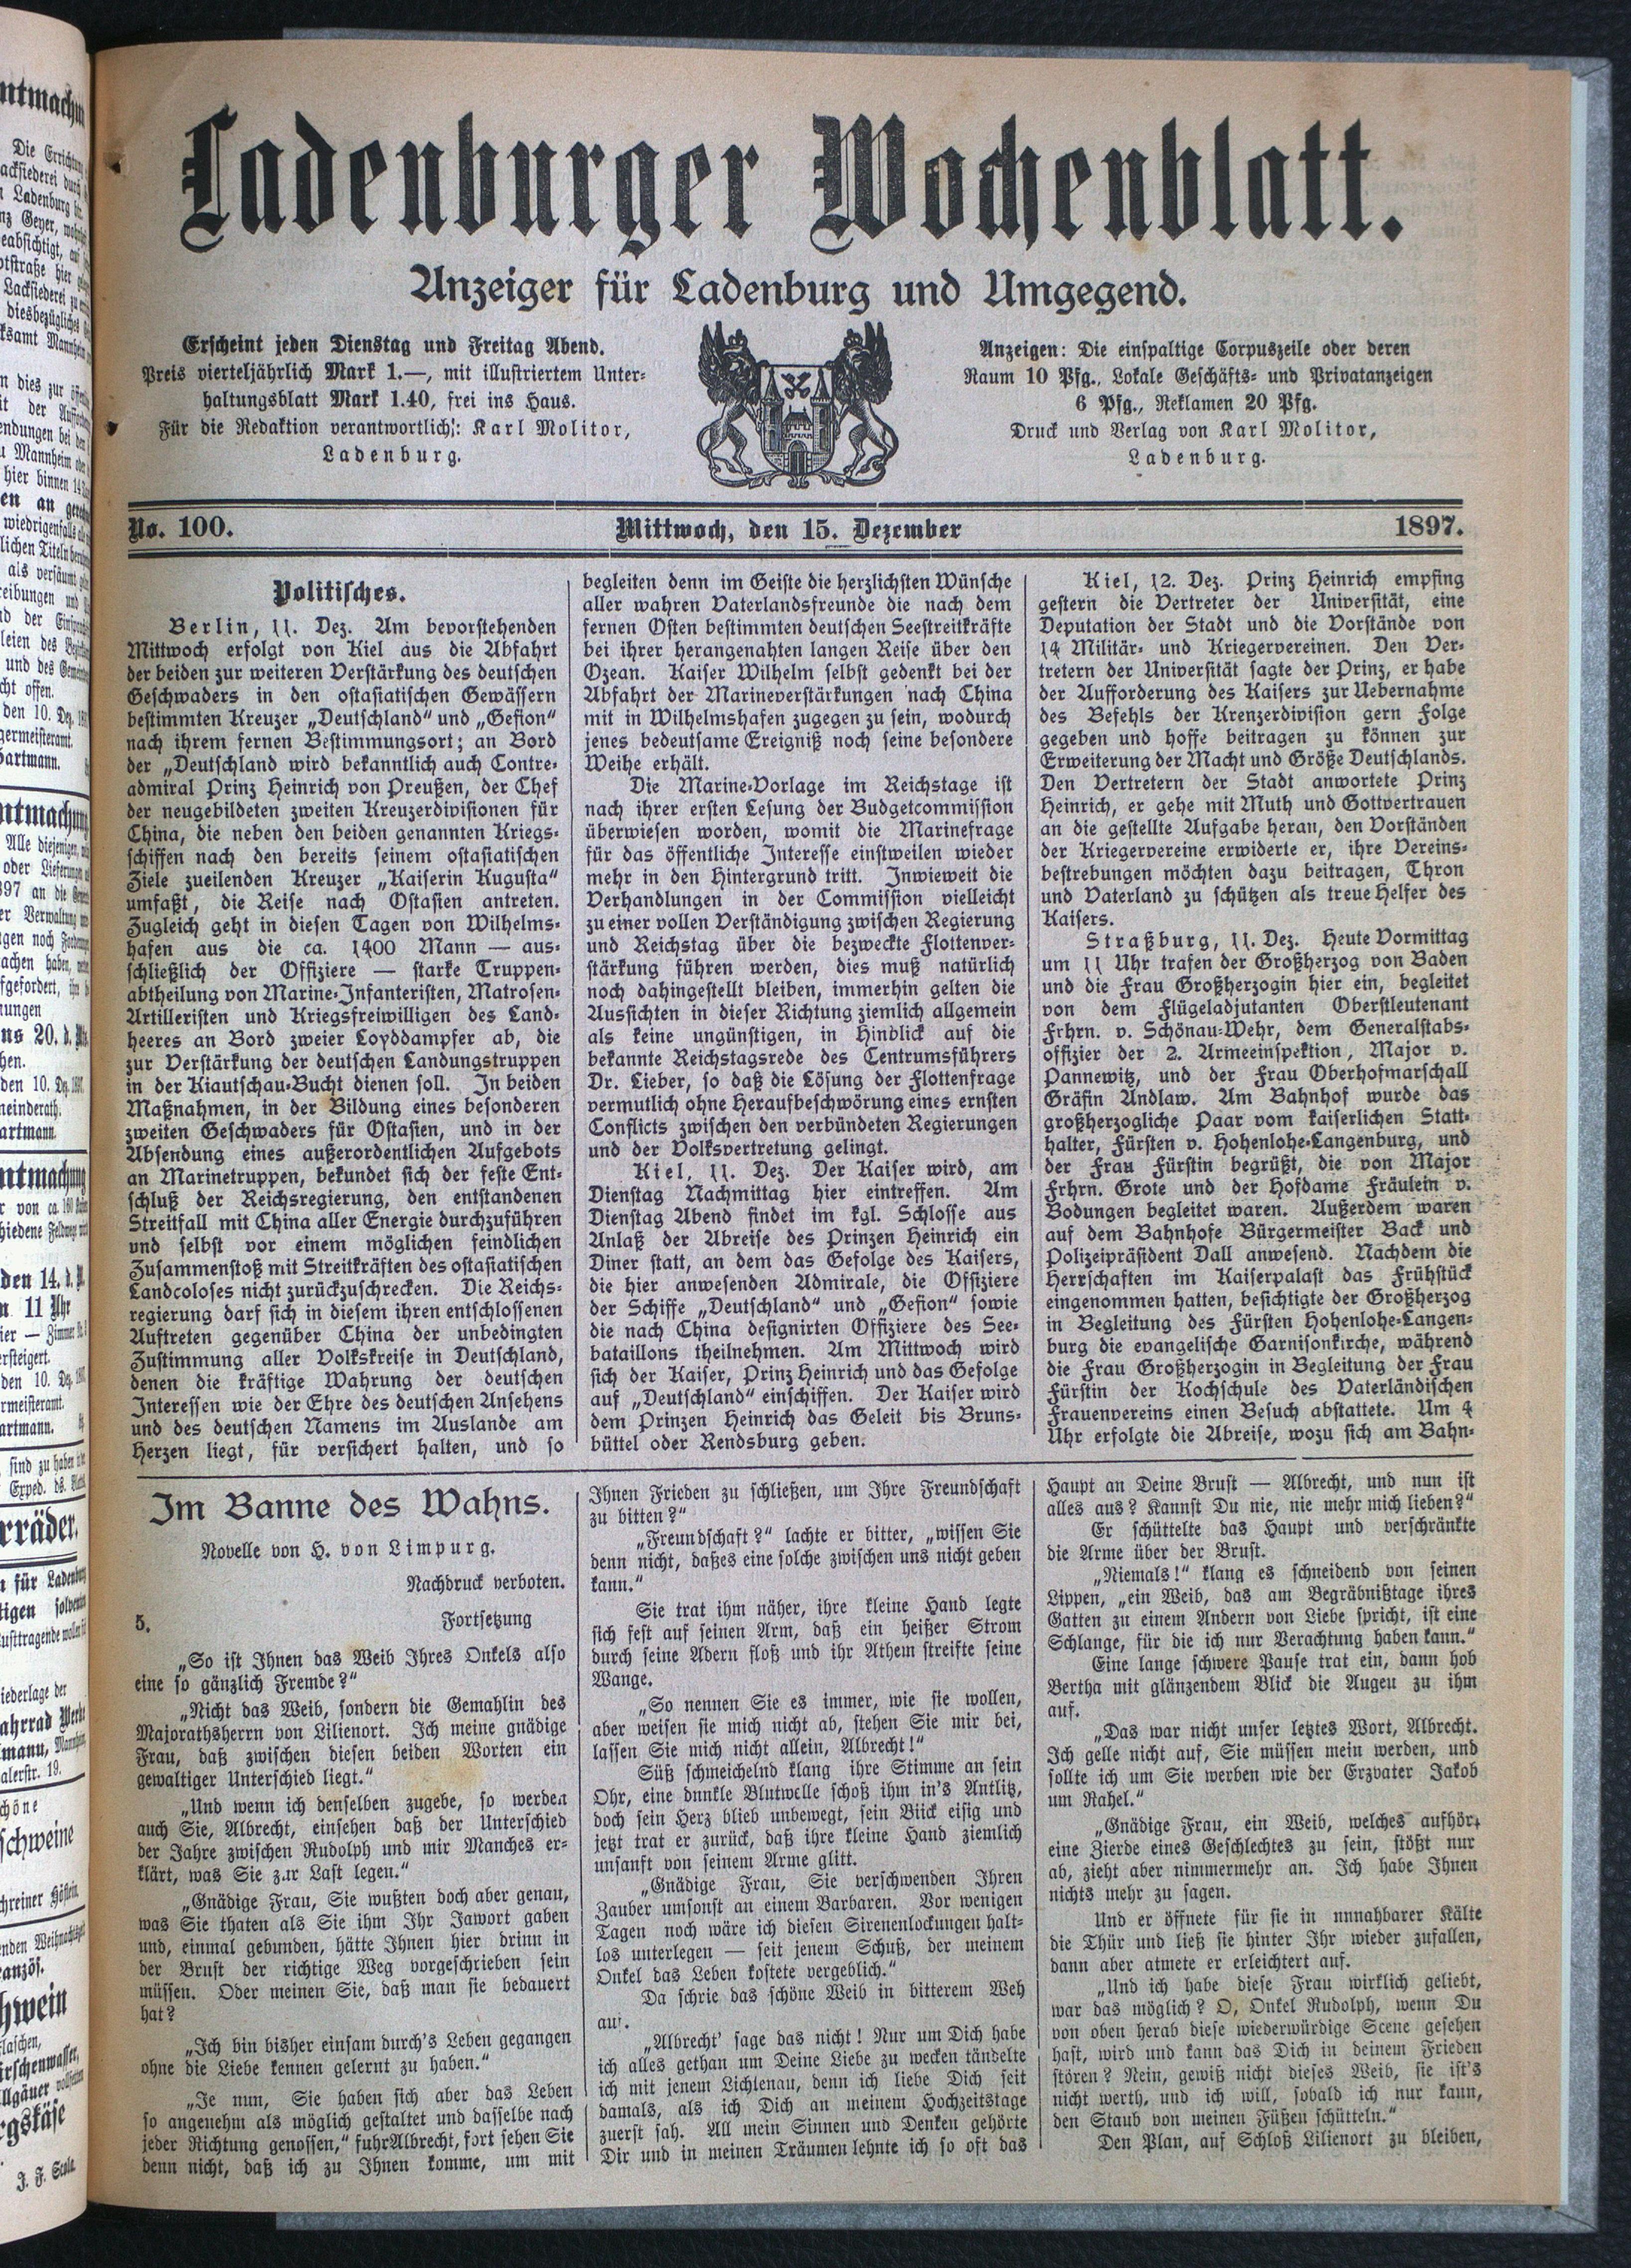 Ladenburger Wochenblatt.
Anzeiger für Ladenburg und Umgegend.
Erscheint jeden Dienstag und Freitag Abend.
Preis vierteljährlich Mark 1.—, mit illustriertem Unter-
haltungsblatt Mark 1.40, frei ins Haus.
Für die Redaktion verantwortlich: Karl Molitor,
Ladenburg.
Anzeigen: Die einspaltige Corpuszeile oder deren
Raum 10 Pfg., Lokale Geschäfts- und Privatanzeigen
6 Pfg., Reklamen 20 Pfg.
Druck und Verlag von Karl Molitor,
Ladenburg.
No. 100.
Mittwoch, den 15. Dezember
1897.
Politisches.
Berlin, 11. Dez. Am bevorstehenden
Mittwoch erfolgt von Kiel aus die Abfahrt
der beiden zur weiteren Verstärkung des deutschen
Geschwaders in den ostasiatischen Gewässern
bestimmten Kreuzer „Deutschland“ und „Gefion“
nach ihrem fernen Bestimmungsort; an Bord
der „Deutschland wird bekanntlich auch Contre-
admiral Prinz Heinrich von Preußen, der Chef
der neugebildeten zweiten Kreuzerdivisionen für
China, die neben den beiden genannten Kriegs-
schiffen nach den bereits seinem ostasiatischen
Ziele zueilenden Kreuzer „Kaiserin Kugusta“
umfaßt, die Reise nach Ostasien antreten.
Zugleich geht in diesen Tagen von Wilhelms-
hafen aus die ca. 1400 Mann — aus-
schließlich der Offiziere — starke Truppen-
abtheilung von Marine-Infanteristen, Matrosen-
Artilleristen und Kriegsfreiwilligen des Land-
heeres an Bord zweier Loyddampfer ab, die
zur Verstärkung der deutschen Landungstruppen
in der Kiautschau-Bucht dienen soll. In beiden
Maßnahmen, in der Bildung eines besonderen
zweiten Geschwaders für Ostasien, und in der
Absendung eines außerordentlichen Aufgebots
an Marinetruppen, bekundet sich der feste Ent-
schluß der Reichsregierung, den entstandenen
Streitfall mit China aller Energie durchzuführen
und selbst vor einem möglichen feindlichen
Zusammenstoß mit Streitkräften des ostasiatischen
Landcoloses nicht zurückzuschrecken. Die Reichs-
regierung darf sich in diesem ihren entschlossenen
Auftreten gegenüber China der unbedingten
Zustimmung aller Volkskreise in Deutschland,
denen die kräftige Wahrung der deutschen
Interessen wie der Ehre des deutschen Ansehens
und des deutschen Namens im Auslande am
Herzen liegt, für versichert halten, und so
begleiten denn im Geiste die herzlichsten Wünsche
aller wahren Vaterlandsfreunde die nach dem
fernen Osten bestimmten deutschen Seestreitkräfte
bei ihrer herangenahten langen Reise über den
Ozean. Kaiser Wilhelm selbst gedenkt bei der
Abfahrt der Marineverstärkungen nach China
mit in Wilhelmshafen zugegen zu sein, wodurch
jenes bedeutsame Ereigniß noch seine besondere
Weihe erhält.
Die Marine-Vorlage im Reichstage ist
nach ihrer ersten Lesung der Budgetcommission
überwiesen worden, womit die Marinefrage
für das öffentliche Interesse einstweilen wieder
mehr in den Hintergrund tritt. Inwieweit die
Verhandlungen in der Commission vielleicht
zu einer vollen Verständigung zwischen Regierung
und Reichstag über die bezweckte Flottenver-
stärkung führen werden, dies muß natürlich
noch dahingestellt bleiben, immerhin gelten die
Aussichten in dieser Richtung ziemlich allgemein
als keine ungünstigen, in Hinblick auf die
bekannte Reichstagsrede des Centrumsführers
Dr. Lieber, so daß die Lösung der Flottenfrage
vermutlich ohne Heraufbeschwörung eines ernsten
Conflicts zwischen den verbündeten Regierungen
und der Volksvertretung gelingt.
Kiel, 11. Dez. Der Kaiser wird, am
Dienstag Nachmittag hier eintreffen. Am
Dienstag Abend findet im kgl. Schlosse aus
Anlaß der Abreise des Prinzen Heinrich ein
Diner statt, an dem das Gefolge des Kaisers,
die hier anwesenden Admirale, die Offiziere
der Schiffe „Deutschland“ und „Gefion“ sowie
die nach China designirten Offiziere des See-
bataillons theilnehmen. Am Mittwoch wird
sich der Kaiser, Prinz Heinrich und das Gefolge
auf „Deutschland“ einschiffen. Der Kaiser wird
dem Prinzen Heinrich das Geleit bis Bruns-
büttel oder Rendsburg geben.
Kiel, 12. Dez. Prinz Heinrich empfing
gestern die Vertreter der Universität, eine
Deputation der Stadt und die Vorstände von
14 Militär- und Kriegervereinen. Den Ver-
tretern der Universität sagte der Prinz, er habe
der Aufforderung des Kaisers zur Uebernahme
des Befehls der Krenzerdivision gern Folge
gegeben und hoffe beitragen zu können zur
Erweiterung der Macht und Größe Deutschlands.
Den Vertretern der Stadt anwortete Prinz
Heinrich, er gehe mit Muth und Gottvertrauen
an die gestellte Aufgabe heran, den Vorständen
der Kriegervereine erwiderte er, ihre Vereins-
bestrebungen möchten dazu beitragen, Thron
und Vaterland zu schützen als treue Helfer des
Kaisers.
Straßburg, 11. Dez. Heute Vormittag
um 11 Uhr trafen der Großherzog von Baden
und die Frau Großherzogin hier ein, begleitet
von dem Flügeladjutanten Oberstleutenant
Frhrn. v. Schönau-Wehr, dem Generalstabs-
offizier der 2. Armeeinspektion, Major v.
Pannewitz, und der Frau Oberhofmarschall
Gräfin Andlaw. Am Bahnhof wurde das
großherzogliche Paar vom kaiserlichen Statt-
halter, Fürsten v. Hohenlohe-Langenburg, und
der Frau Fürstin begrüßt, die von Major
Frhrn. Grote und der Hofdame Fräulein v.
Bodungen begleitet waren. Außerdem waren
auf dem Bahnhofe Bürgermeister Back und
Polizeipräsident Dall anwesend. Nachdem die
Herrschaften im Kaiserpalast das Frühstück
eingenommen hatten, besichtigte der Großherzog
in Begleitung des Fürsten Hohenlohe-Langen-
burg die evangelische Garnisonkirche, während
die Frau Großherzogin in Begleitung der Frau
Fürstin der Kochschule des Vaterländischen
Frauenvereins einen Besuch abstattete. Um 4
Uhr erfolgte die Abreise, wozu sich am Bahn-
Im Banne des Wahns.
Novelle von H. von Limpurg.
Nachdruck verboten.
5. Fortsetzung
„So ist Ihnen das Weib Ihres Onkels also
eine so gänzlich Fremde?“
„Nicht das Weib, sondern die Gemahlin des
Majorathsherrn von Lilienort. Ich meine gnädige
Frau, daß zwischen diesen beiden Worten ein
gewaltiger Unterschied liegt.“
„Und wenn ich denselben zugebe, so werden
auch Sie, Albrecht, einsehen daß der Unterschied
der Jahre zwischen Rudolph und mir Manches er-
klärt, was Sie zur Last legen.“
„Gnädige Frau, Sie wußten doch aber genau,
was Sie thaten als Sie ihm Ihr Jawort gaben
und, einmal gebunden, hätte Ihnen hier drinn in
der Brust der richtige Weg vorgeschrieben sein
müssen. Oder meinen Sie, daß man sie bedauert
hat?
„Ich bin bisher einsam durch's Leben gegangen
ohne die Liebe kennen gelernt zu haben.“
„Je nun, Sie haben sich aber das Leben
so angenehm als möglich gestaltet und dasselbe nach
jeder Richtung genossen,“ fuhr Albrecht, fort sehen Sie
denn nicht, daß ich zu Ihnen komme, um mit
Ihnen Frieden zu schließen, um Ihre Freundschaft
zu bitten?“
„Freundschaft?“ lachte er bitter, „wissen Sie
denn nicht, daßes eine solche zwischen uns nicht geben
kann.“
Sie trat ihm näher, ihre kleine Hand legte
sich fest auf seinen Arm, daß ein heißer Strom
durch seine Adern floß und ihr Athem streifte seine
Wange.
„So nennen Sie es immer, wie sie wollen,
aber weisen sie mich nicht ab, stehen Sie mir bei,
lassen Sie mich nicht allein, Albrecht!“
Süß schmeichelnd klang ihre Stimme an sein
Ohr, eine dunkle Blutwelle schoß ihm in's Antlitz,
doch sein Herz blieb unbewegt, sein Blick eisig und
jetzt trat er zurück, daß ihre kleine Hand ziemlich
unsanft von seinem Arme glitt.
„Gnädige Frau, Sie verschwenden Ihren
Zauber umsonst an einem Barbaren. Vor wenigen
Tagen noch wäre ich diesen Sirenenlockungen halt-
los unterlegen — seit jenem Schuß, der meinem
Onkel das Leben kostete vergeblich.“
Da schrie das schöne Weib in bitterem Weh
auf.
„Albrecht' sage das nicht! Nur um Dich habe
ich alles gethan um Deine Liebe zu wecken tändelte
ich mit jenem Lichlenau, denn ich liebe Dich seit
damals, als ich Dich an meinem Hochzeitstage
zuerst sah. All mein Sinnen und Denken gehörte
Dir und in meinen Träumen lehnte ich so oft das
Haupt an Deine Brust — Albrecht, und nun ist
alles aus? Kannst Du nie, nie mehr mich lieben?“
Er schüttelte das Haupt und verschränkte
die Arme über der Brust.
„Niemals!“ klang es schneidend von seinen
Lippen, „ein Weib, das am Begräbnißtage ihres
Gatten zu einem Andern von Liebe spricht, ist eine
Schlange, für die ich nur Verachtung haben kann.“
Eine lange schwere Pause trat ein, dann hob
Bertha mit glänzendem Blick die Augen zu ihm
auf.
„Das war nicht unser letztes Wort, Albrecht.
Ich gelle nicht auf, Sie müssen mein werden, und
sollte ich um Sie werben wie der Erzvater Jakob
um Rahel.“
„Gnädige Frau, ein Weib, welches aufhört
eine Zierde eines Geschlechtes zu sein, stößt nur
ab, zieht aber nimmermehr an. Ich habe Ihnen
nichts mehr zu sagen.
Und er öffnete für sie in nnnahbarer Kälte
die Thür und ließ sie hinter Ihr wieder zufallen,
dann aber atmete er erleichtert auf.
„Und ich habe diese Frau wirklich geliebt,
war das möglich? O, Onkel Rudolph, wenn Du
von oben herab diese wiederwürdige Scene gesehen
hast, wird und kann das Dich in deinem Frieden
stören? Nein, gewiß nicht dieses Weib, sie ist's
nicht werth, und ich will, sobald ich nur kann,
den Staub von meinen Füßen schütteln.“
Den Plan, auf Schloß Lilienort zu bleiben,